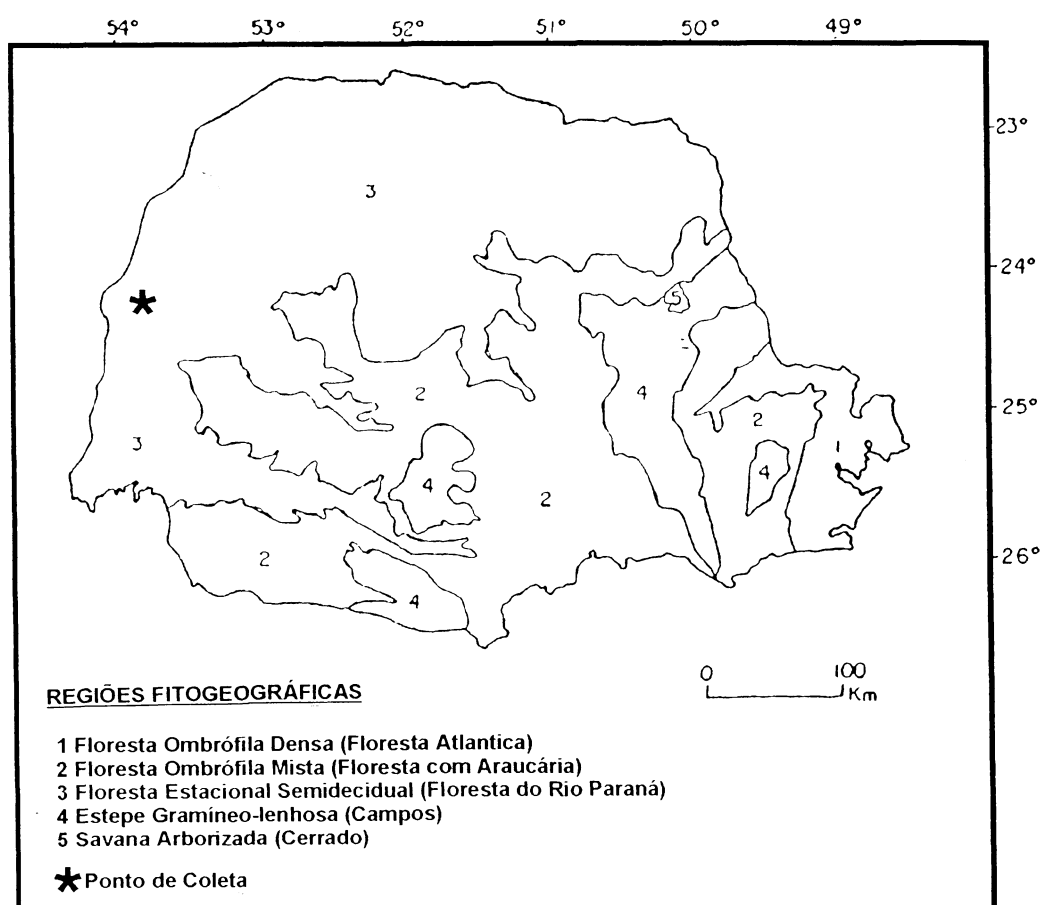 54° 53° 52° 51° 50° 49°
23°
3
24°
5
2
4
25°
2
3
1
4
4
2
26°
2
4
0 100
Km
REGIÕES FITOGEOGRÁFICAS
1 Floresta Ombrófila Densa (Floresta Atlantica)
2 Floresta Ombrófila Mista (Floresta com Araucária)
3 Floresta Estacional Semidecidual (Floresta do Rio Paraná)
4 Estepe Gramíneo-lenhosa (Campos)
5 Savana Arborizada (Cerrado)
Ponto de Coleta